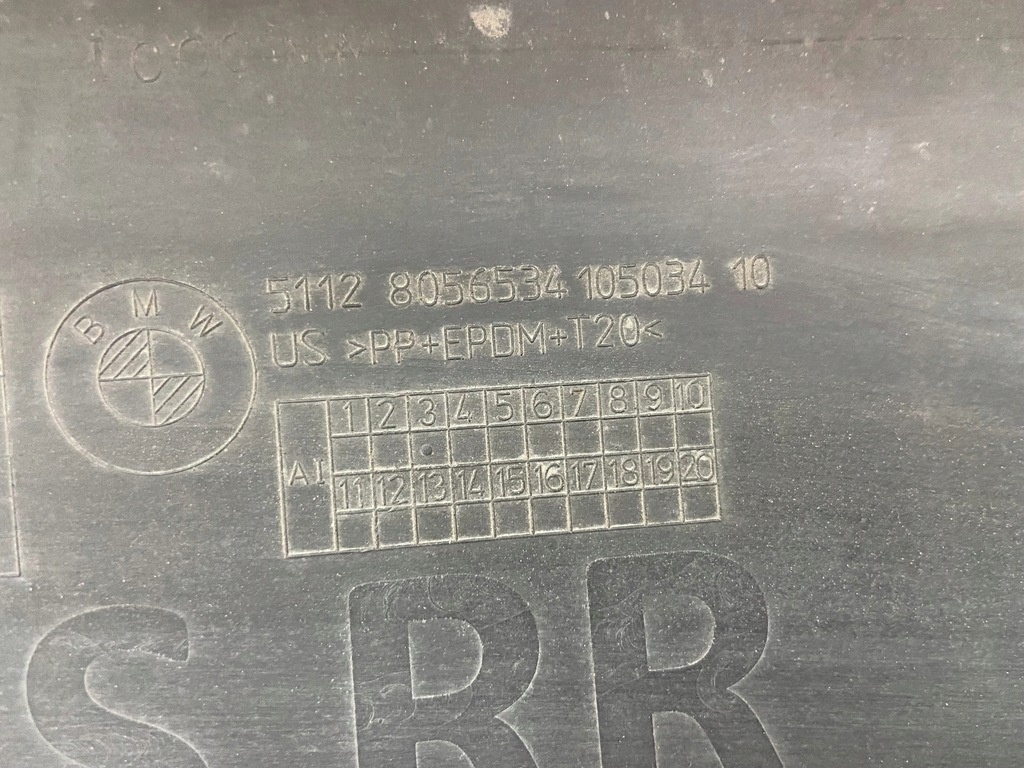 BMW
5112 8056534 105034 10
US >PP+EPDM+T20<
AI 1 2 3 4 5 6 7 8 9 10
11 12 13 14 15 16 17 18 19 20
S RR